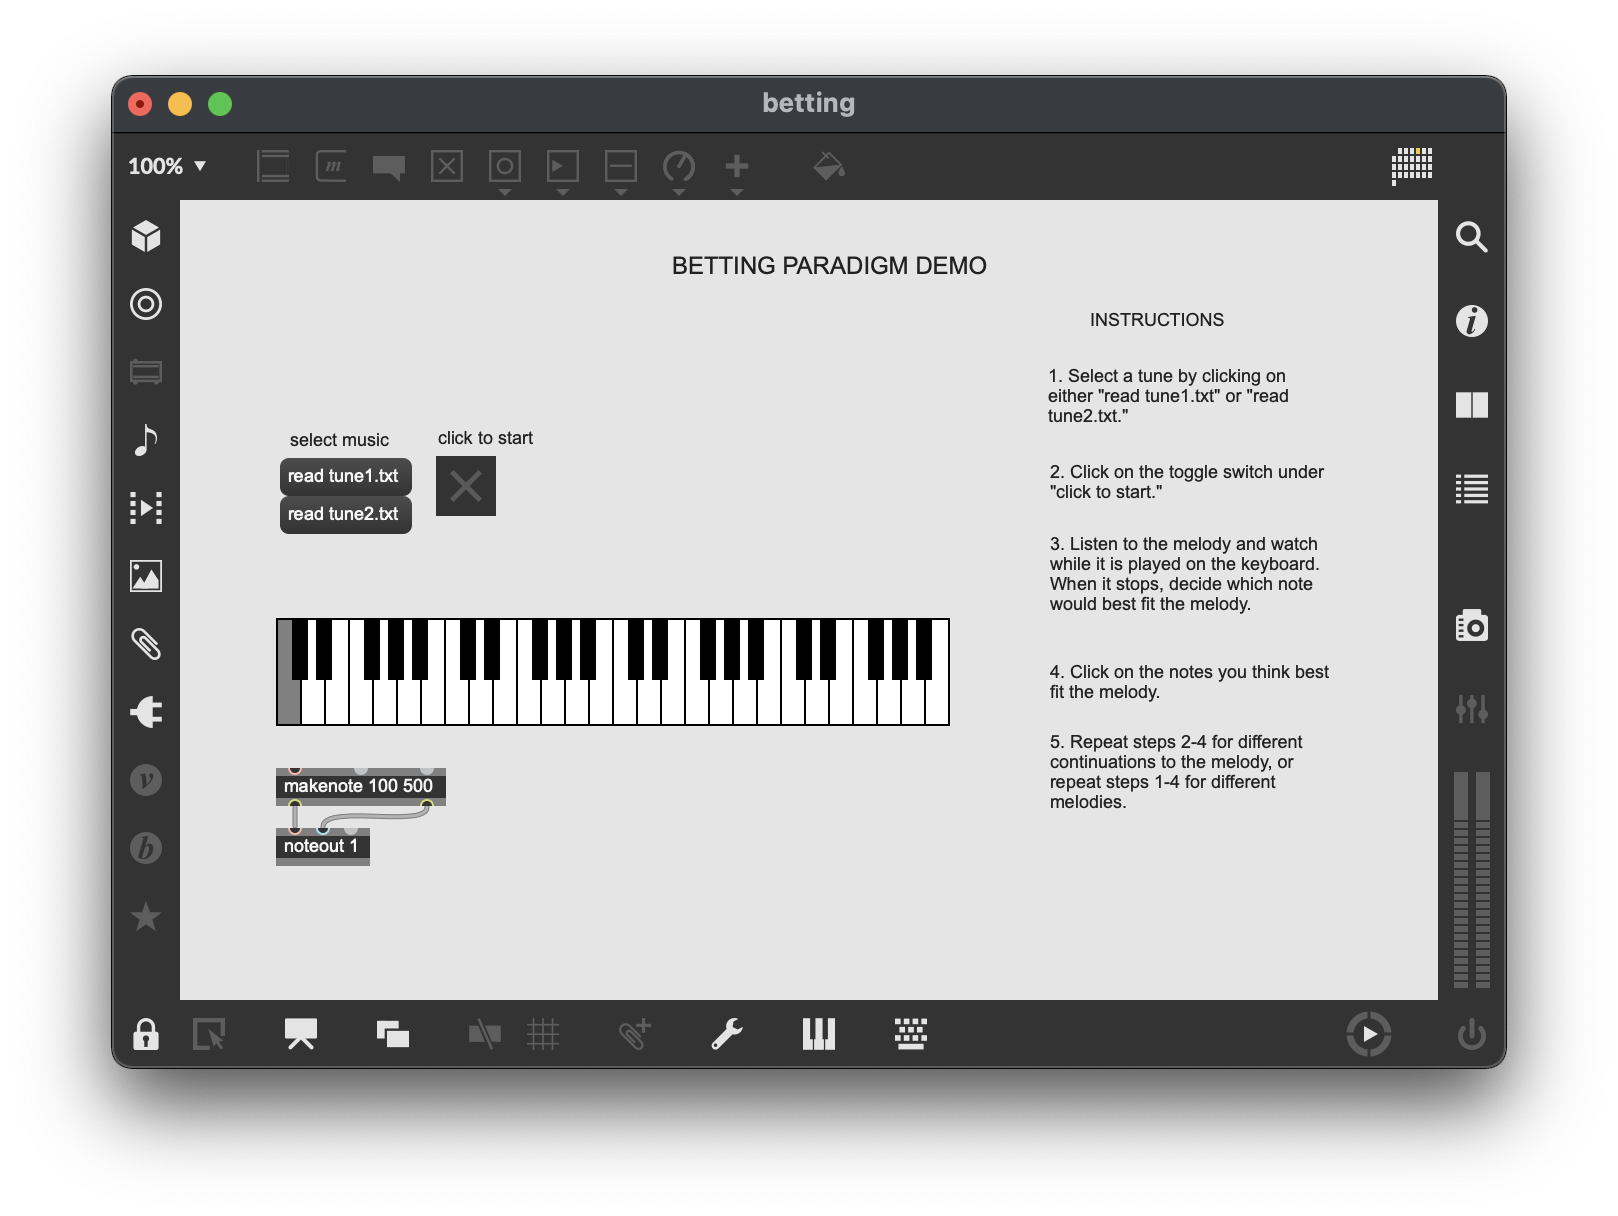 betting
100%
BETTING PARADIGM DEMO
INSTRUCTIONS
1. Select a tune by clicking on
either "read tune1.txt" or "read
tune2.txt."
select music
click to start
read tune1.txt
read tune2.txt
2. Click on the toggle switch under
"click to start."
3. Listen to the melody and watch
while it is played on the keyboard.
When it stops, decide which note
would best fit the melody.
4. Click on the notes you think best
fit the melody.
5. Repeat steps 2-4 for different
continuations to the melody, or
repeat steps 1-4 for different
melodies.
makenote 100 500
noteout 1